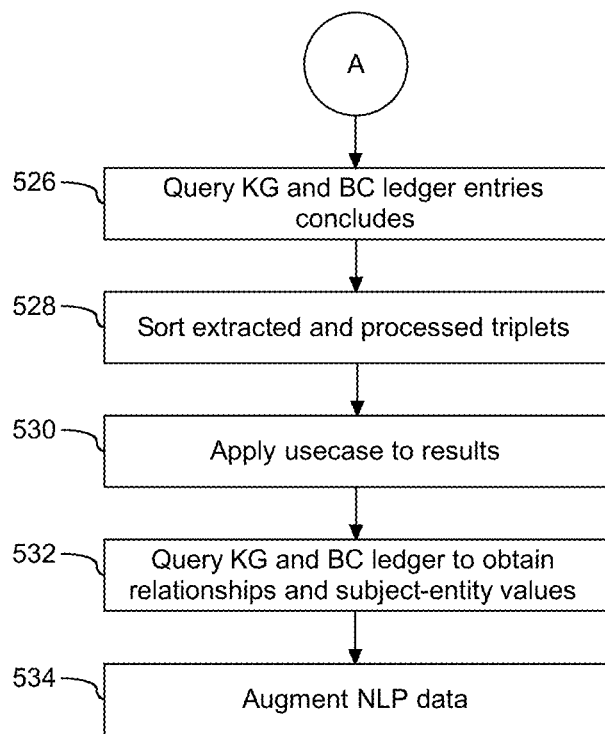 A
526
Query KG and BC ledger entries
concludes
528
Sort extracted and processed triplets
530
Apply usecase to results
532
Query KG and BC ledger to obtain
relationships and subject-entity values
534
Augment NLP data